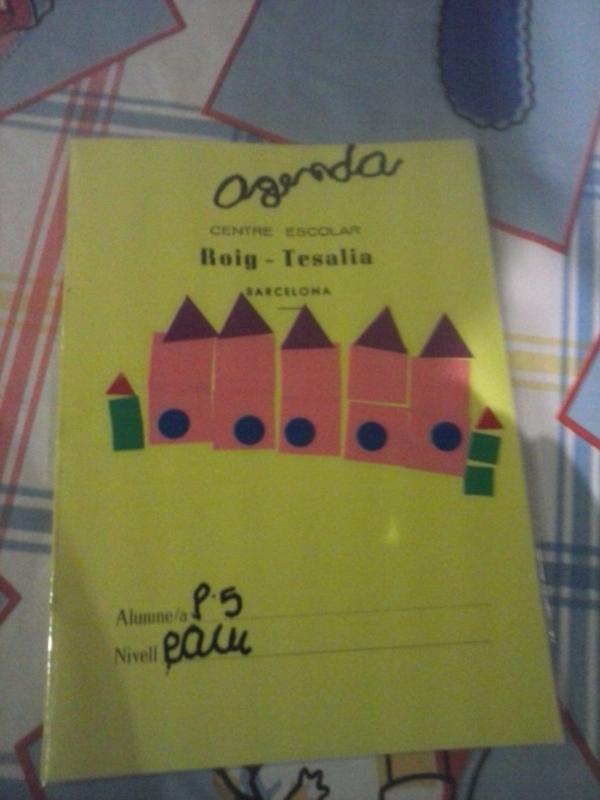 agenda
CENTRE ESCOLAR
Roig - Tesalia
BARCELONA
Alumne/a P.5
Nivell PAU